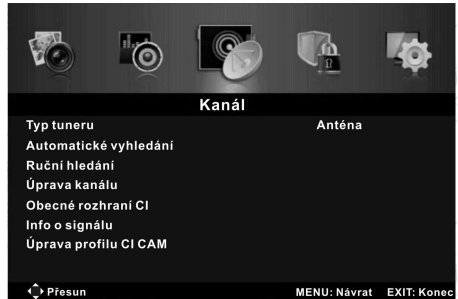 Kanál
Typ tuneru Anténa
Automatické vyhledání
Ruční hledání
Úprava kanálu
Obecné rozhraní CI
Info o signálu
Úprava profilu CI CAM
Přesun MENU: Návrat EXIT: Konec